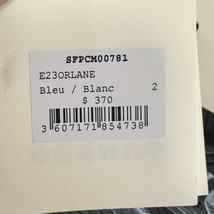 SFPCM00781
E23ORLANE
Bleu / Blanc 2
$ 370
3 607171 854738